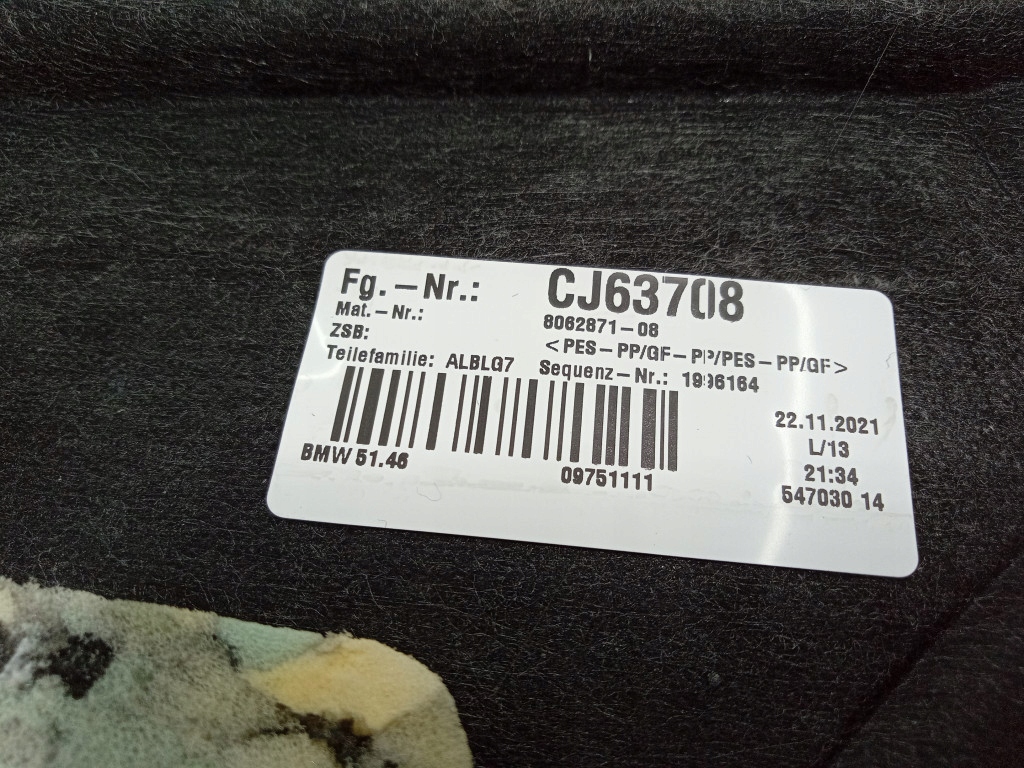 Fg.-Nr.: CJ63708
Mat.-Nr.: 8062871-08
ZSB: <PES-PP/GF-PP/PES-PP/GF>
Teilefamilie: ALBLG7 Sequenz-Nr.: 1996164
22.11.2021
L/13
21:34
547030 14
BMW 51.46 09751111